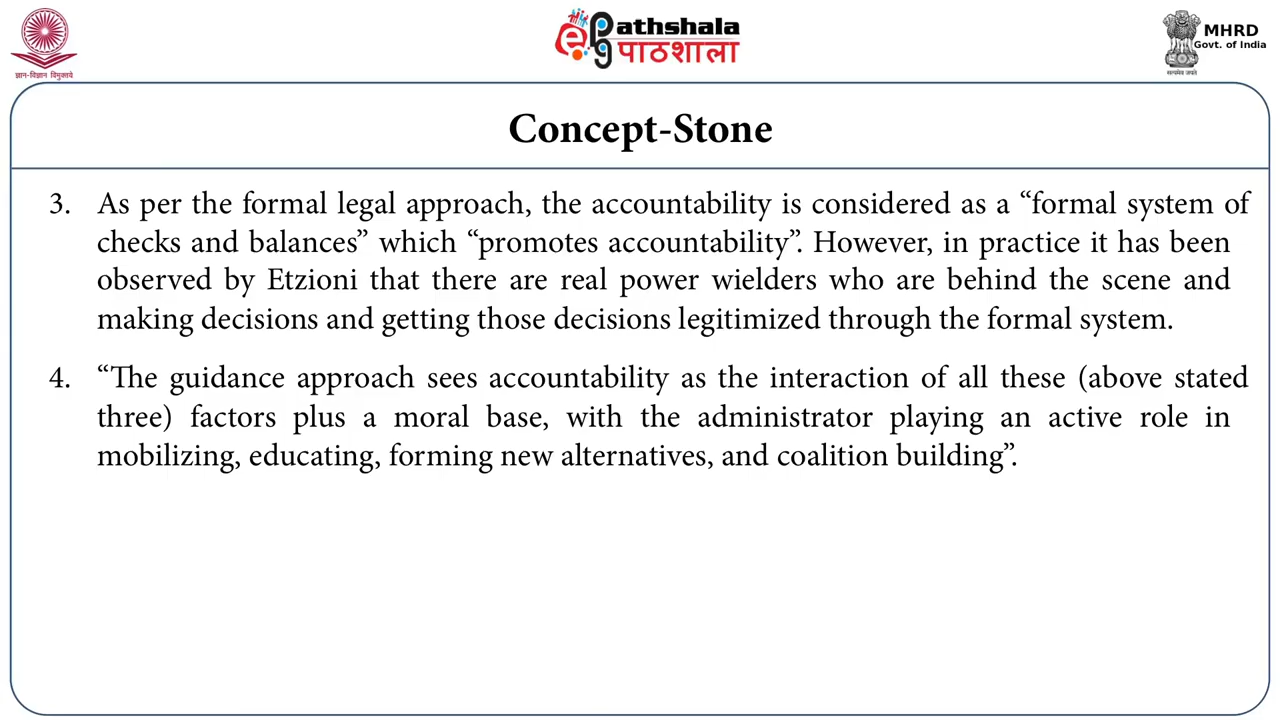 ज्ञान-विज्ञान विमुक्तये
ePathshala
पाठशाला
MHRD
Govt. of India
सत्यमेव जयते
Concept-Stone
3. As per the formal legal approach, the accountability is considered as a “formal system of
checks and balances” which “promotes accountability”. However, in practice it has been
observed by Etzioni that there are real power wielders who are behind the scene and
making decisions and getting those decisions legitimized through the formal system.
4. “The guidance approach sees accountability as the interaction of all these (above stated
three) factors plus a moral base, with the administrator playing an active role in
mobilizing, educating, forming new alternatives, and coalition building”.